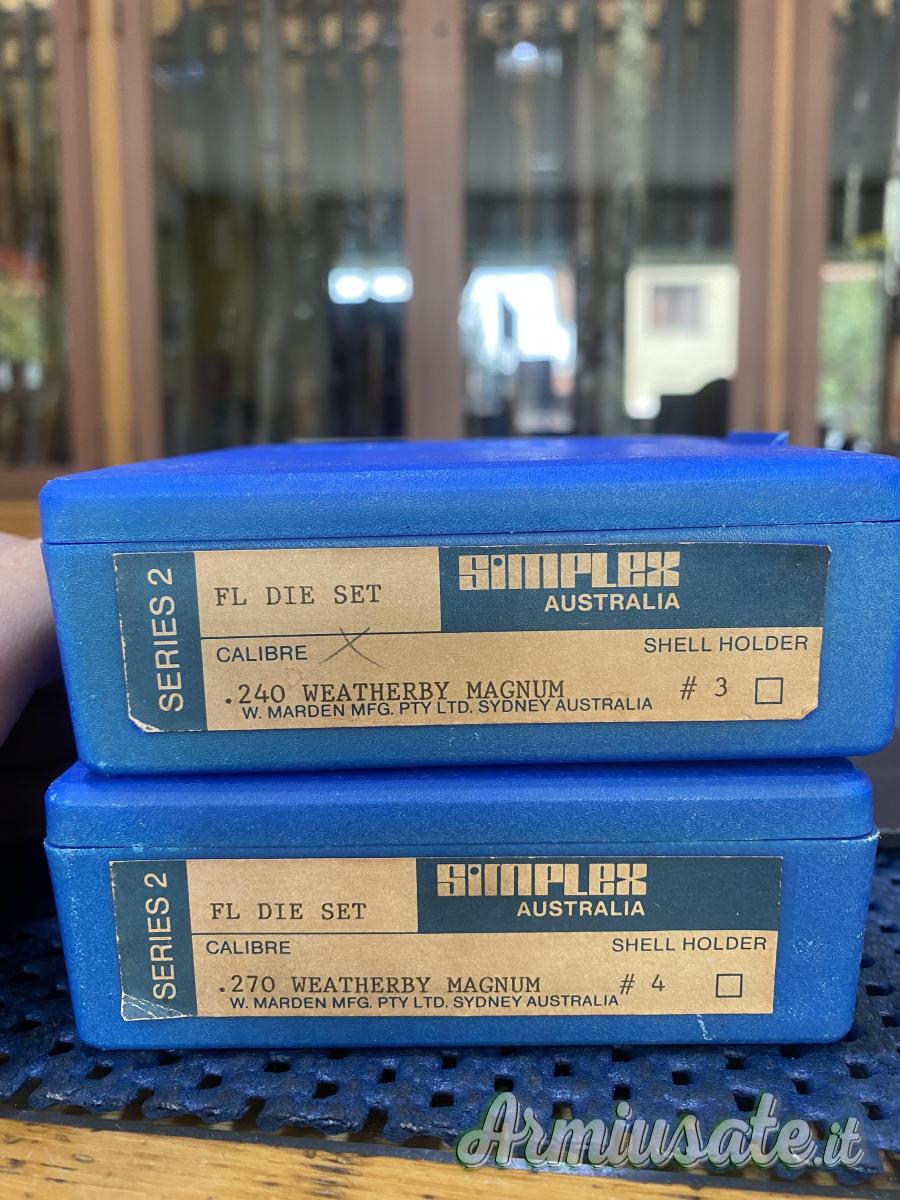 SERIES 2
FL DIE SET
SiMPLEX
AUSTRALIA
CALIBRE X
SHELL HOLDER
.240 WEATHERBY MAGNUM # 3
W. MARDEN MFG. PTY LTD. SYDNEY AUSTRALIA
SERIES 2
FL DIE SET
SiMPLEX
AUSTRALIA
CALIBRE
SHELL HOLDER
.270 WEATHERBY MAGNUM # 4
W. MARDEN MFG. PTY LTD. SYDNEY AUSTRALIA
Armiusate.it